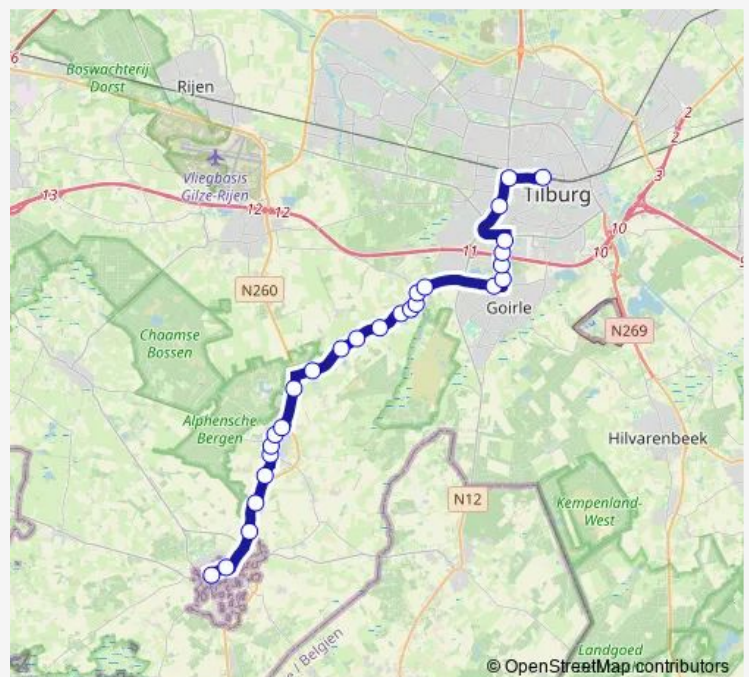 6
Boswachterij
Dorst
Rijen
2
2
3
Vliegbasis
Gilze-Rijen
Tilburg
13
12
12
11
10
10
9
N260
Goirle
N269
Chaamse
Bossen
Alphensche
Bergen
Hilvarenbeek
N12
Kempenland-
West
e / Belgien
Landgoed
© OpenStreetMap contributors